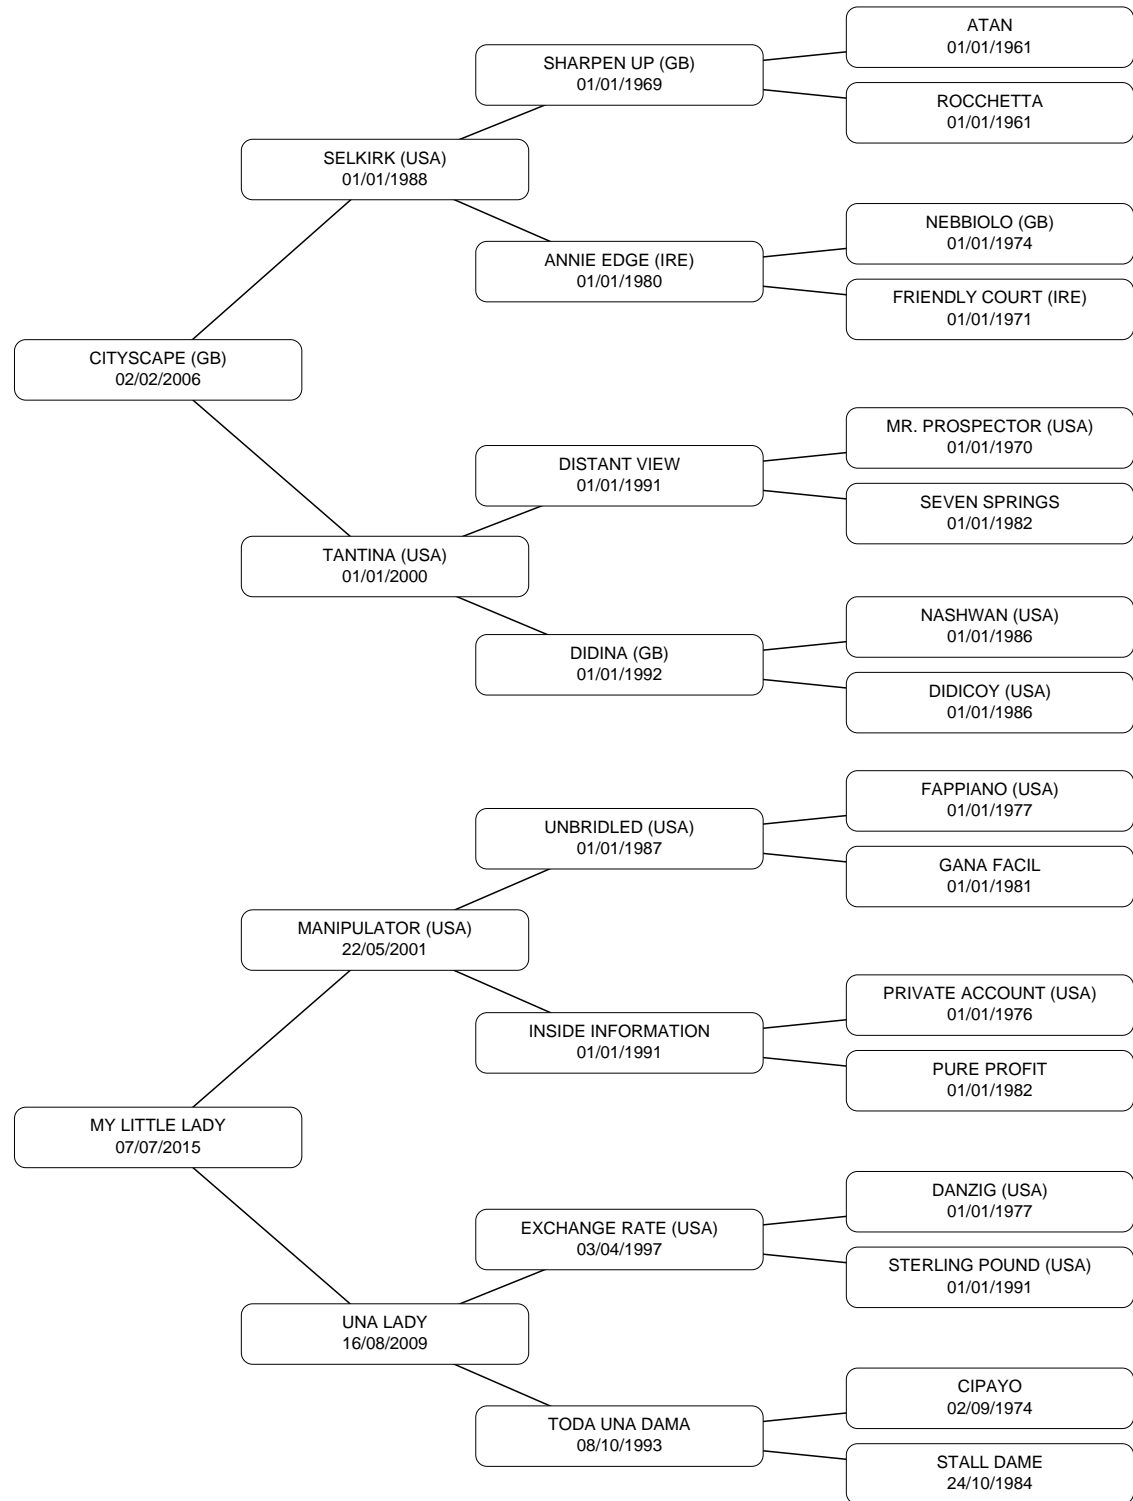 ATAN
01/01/1961
SHARPEN UP (GB)
01/01/1969
ROCCHETTA
01/01/1961
SELKIRK (USA)
01/01/1988
NEBBIOLO (GB)
01/01/1974
ANNIE EDGE (IRE)
01/01/1980
FRIENDLY COURT (IRE)
01/01/1971
CITYSCAPE (GB)
02/02/2006
MR. PROSPECTOR (USA)
01/01/1970
DISTANT VIEW
01/01/1991
SEVEN SPRINGS
01/01/1982
TANTINA (USA)
01/01/2000
NASHWAN (USA)
01/01/1986
DIDINA (GB)
01/01/1992
DIDICOY (USA)
01/01/1986
FAPPIANO (USA)
01/01/1977
UNBRIDLED (USA)
01/01/1987
GANA FACIL
01/01/1981
MANIPULATOR (USA)
22/05/2001
PRIVATE ACCOUNT (USA)
01/01/1976
INSIDE INFORMATION
01/01/1991
PURE PROFIT
01/01/1982
MY LITTLE LADY
07/07/2015
DANZIG (USA)
01/01/1977
EXCHANGE RATE (USA)
03/04/1997
STERLING POUND (USA)
01/01/1991
UNA LADY
16/08/2009
CIPAYO
02/09/1974
TODA UNA DAMA
08/10/1993
STALL DAME
24/10/1984